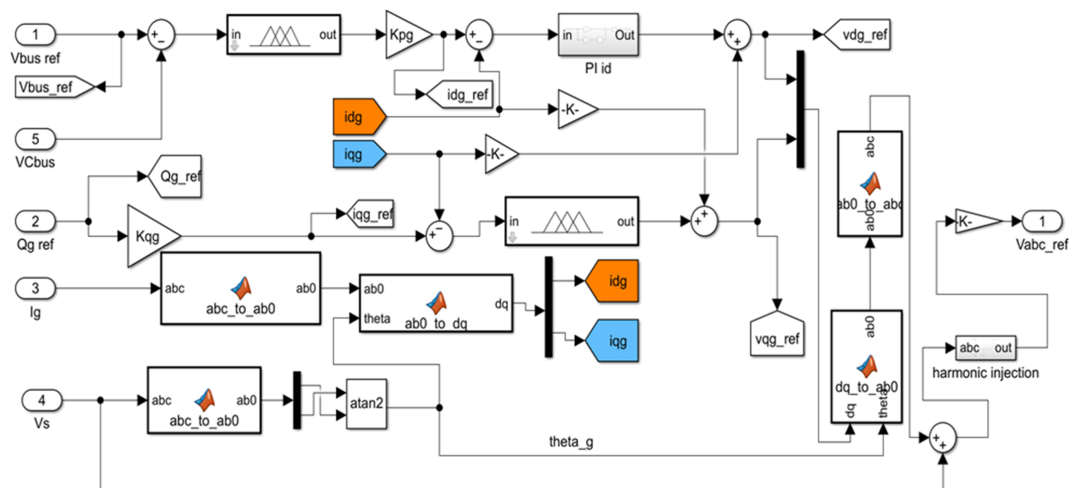 1
Vbus ref
+
−
in
out
Kpg
+
−
in
Out
PI id
+
+
vdg_ref
Vbus_ref
idg_ref
idg
-K-
5
VCbus
iqg
-K-
Qg_ref
2
Qg ref
Kqg
iqg_ref
+
−
in
out
+
+
abc
ab0
-K-
1
Vabc_ref
3
Ig
abc
ab0
abc_to_ab0
ab0
theta
dq
ab0_to_dq
idg
iqg
vqg_ref
ab0
dq_to_ab0
dq
theta
abc
out
harmonic injection
4
Vs
abc
ab0
abc_to_ab0
atan2
theta_g
+
+